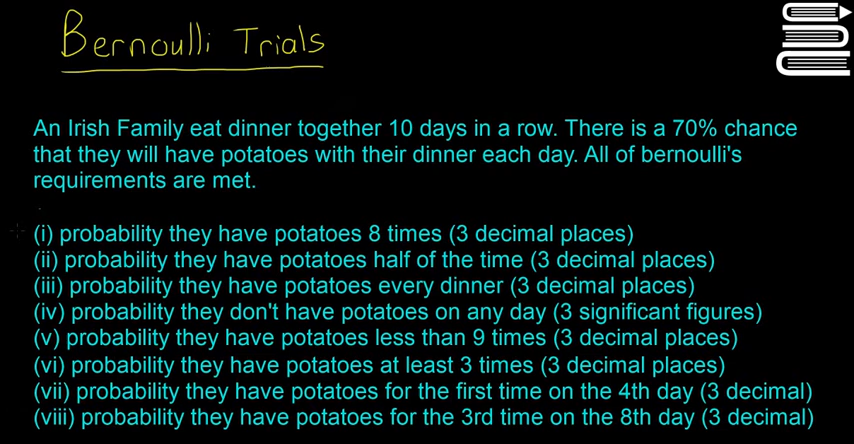 Bernoulli Trials
An Irish Family eat dinner together 10 days in a row. There is a 70% chance
that they will have potatoes with their dinner each day. All of bernoulli's
requirements are met.
(i) probability they have potatoes 8 times (3 decimal places)
(ii) probability they have potatoes half of the time (3 decimal places)
(iii) probability they have potatoes every dinner (3 decimal places)
(iv) probability they don't have potatoes on any day (3 significant figures)
(v) probability they have potatoes less than 9 times (3 decimal places)
(vi) probability they have potatoes at least 3 times (3 decimal places)
(vii) probability they have potatoes for the first time on the 4th day (3 decimal)
(viii) probability they have potatoes for the 3rd time on the 8th day (3 decimal)